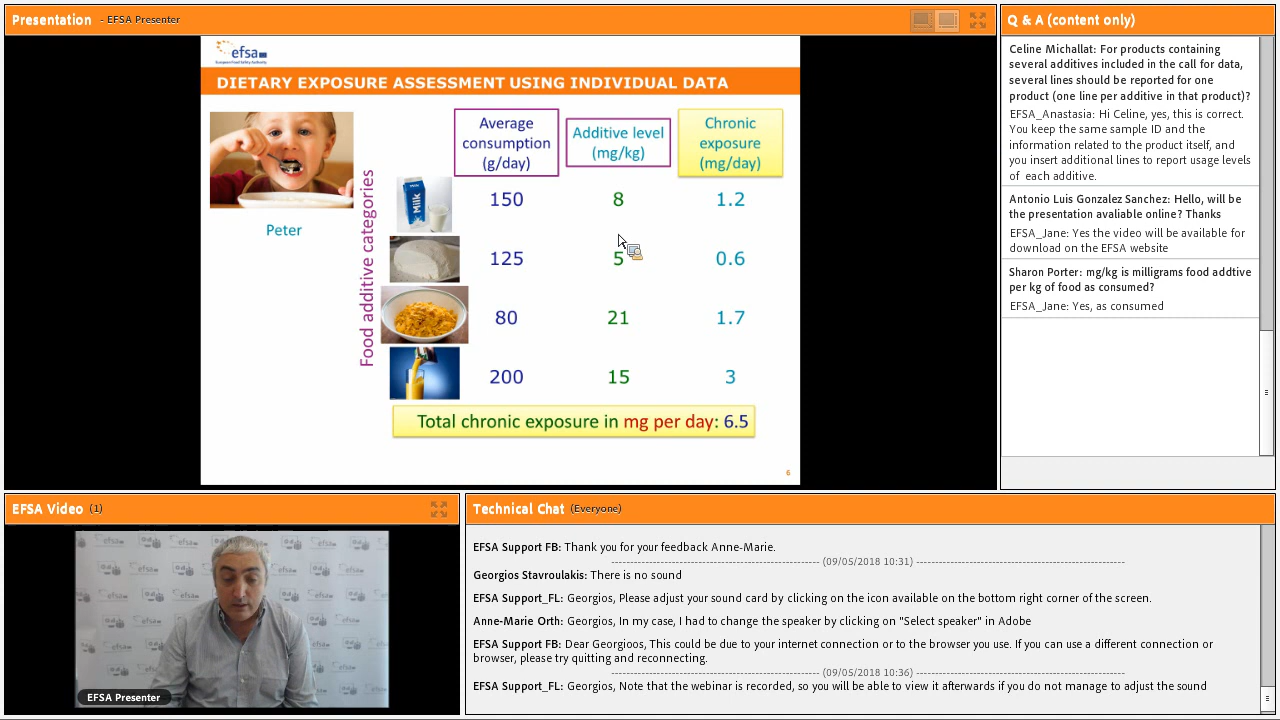 Presentation - EFSA Presenter
efsa
European Food Safety Authority
DIETARY EXPOSURE ASSESSMENT USING INDIVIDUAL DATA
Peter
Food additive categories
Average
consumption
(g/day)
Additive level
(mg/kg)
Chronic
exposure
(mg/day)
Milk
150 8 1.2
125 5 0.6
80 21 1.7
200 15 3
Total chronic exposure in mg per day: 6.5
6
Q & A (content only)
Celine Michallat: For products containing
several additives included in the call for data,
several lines should be reported for one
product (one line per additive in that product)?
EFSA_Anastasia: Hi Celine, yes, this is correct.
You keep the same sample ID and the
information related to the product itself, and
you insert additional lines to report usage levels
of each additive.
Antonio Luis Gonzalez Sanchez: Hello, will be
the presentation avaliable online? Thanks
EFSA_Jane: Yes the video will be available for
download on the EFSA website
Sharon Porter: mg/kg is milligrams food addtive
per kg of food as consumed?
EFSA_Jane: Yes, as consumed
EFSA Video (1)
efsa
EFSA Presenter
Technical Chat (Everyone)
EFSA Support FB: Thank you for your feedback Anne-Marie.
(09/05/2018 10:31)
Georgios Stavroulakis: There is no sound
EFSA Support_FL: Georgios, Please adjust your sound card by clicking on the icon available on the bottom right corner of the screen.
Anne-Marie Orth: Georgios, In my case, I had to change the speaker by clicking on "Select speaker" in Adobe
EFSA Support FB: Dear Georgioos, This could be due to your internet connection or to the browser you use. If you can use a different connection or
browser, please try quitting and reconnecting.
(09/05/2018 10:36)
EFSA Support_FL: Georgios, Note that the webinar is recorded, so you will be able to view it afterwards if you do not manage to adjust the sound